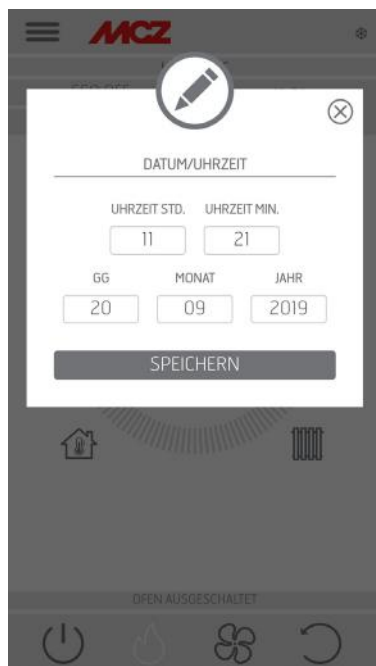 MCZ
DATUM/UHRZEIT
UHRZEIT STD. UHRZEIT MIN.
11 21
GG MONAT JAHR
20 09 2019
SPEICHERN
OFEN AUSGESCHALTET